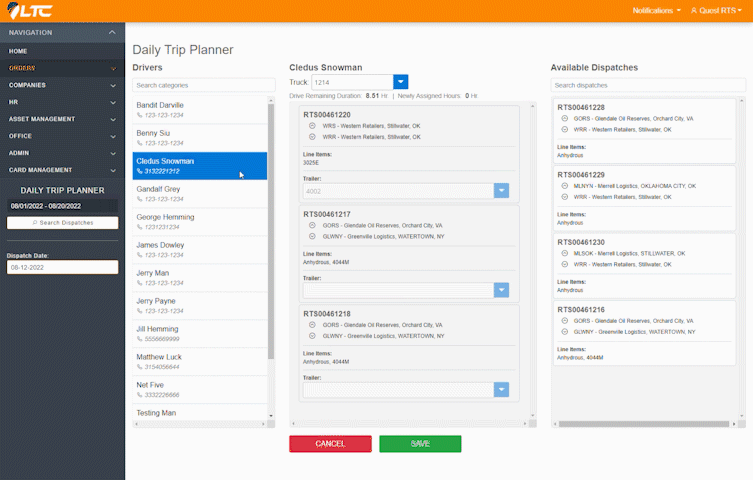 LTC
Notifications
Quosi RTS
NAVIGATION
HOME
ORDERS
COMPANIES
HR
ASSET MANAGEMENT
OFFICE
ADMIN
CARD MANAGEMENT
DAILY TRIP PLANNER
08/01/2022 - 08/20/2022
Search Dispatches
Dispatch Date:
08-12-2022
Daily Trip Planner
Drivers
Search categories
Bandit Darville
123-123-1234
Benny Siu
123-123-1234
Cledus Snowman
3132221212
Gandalf Grey
123-123-1234
George Hemming
1231231234
James Dowley
123-123-1234
Jerry Man
123-123-1234
Jerry Payne
123-123-1234
Jill Hemming
5556669999
Matthew Luck
3154056644
Net Five
3332226666
Testing Man
Cledus Snowman
Truck: 1214
Drive Remaining Duration: 8.51 Hr | Newly Assigned Hours: 0 Hr
RTS00461220
WRS - Western Retailers, Stillwater, OK
WRR - Western Retailers, Stillwater, OK
Line Items:
3025E
Trailer:
4002
RTS00461217
GORS - Glendale Oil Reserves, Orchard City, VA
GLWNY - Greenville Logistics, WATERTOWN, NY
Line Items:
Anhydrous, 4044M
Trailer:
RTS00461218
GORS - Glendale Oil Reserves, Orchard City, VA
GLWNY - Greenville Logistics, WATERTOWN, NY
Line Items:
Anhydrous, 4044M
Trailer:
CANCEL
SAVE
Available Dispatches
Search dispatches
RTS00461228
GORS - Glendale Oil Reserves, Orchard City, VA
WRR - Western Retailers, Stillwater, OK
Line Items:
Anhydrous
RTS00461229
MLNYN - Merrell Logistics, OKLAHOMA CITY, OK
WRR - Western Retailers, Stillwater, OK
Line Items:
Anhydrous
RTS00461230
MLSOK - Merrell Logistics, STILLWATER, OK
WRR - Western Retailers, Stillwater, OK
Line Items:
Anhydrous
RTS00461216
GORS - Glendale Oil Reserves, Orchard City, VA
GLWNY - Greenville Logistics, WATERTOWN, NY
Line Items:
Anhydrous, 4044M